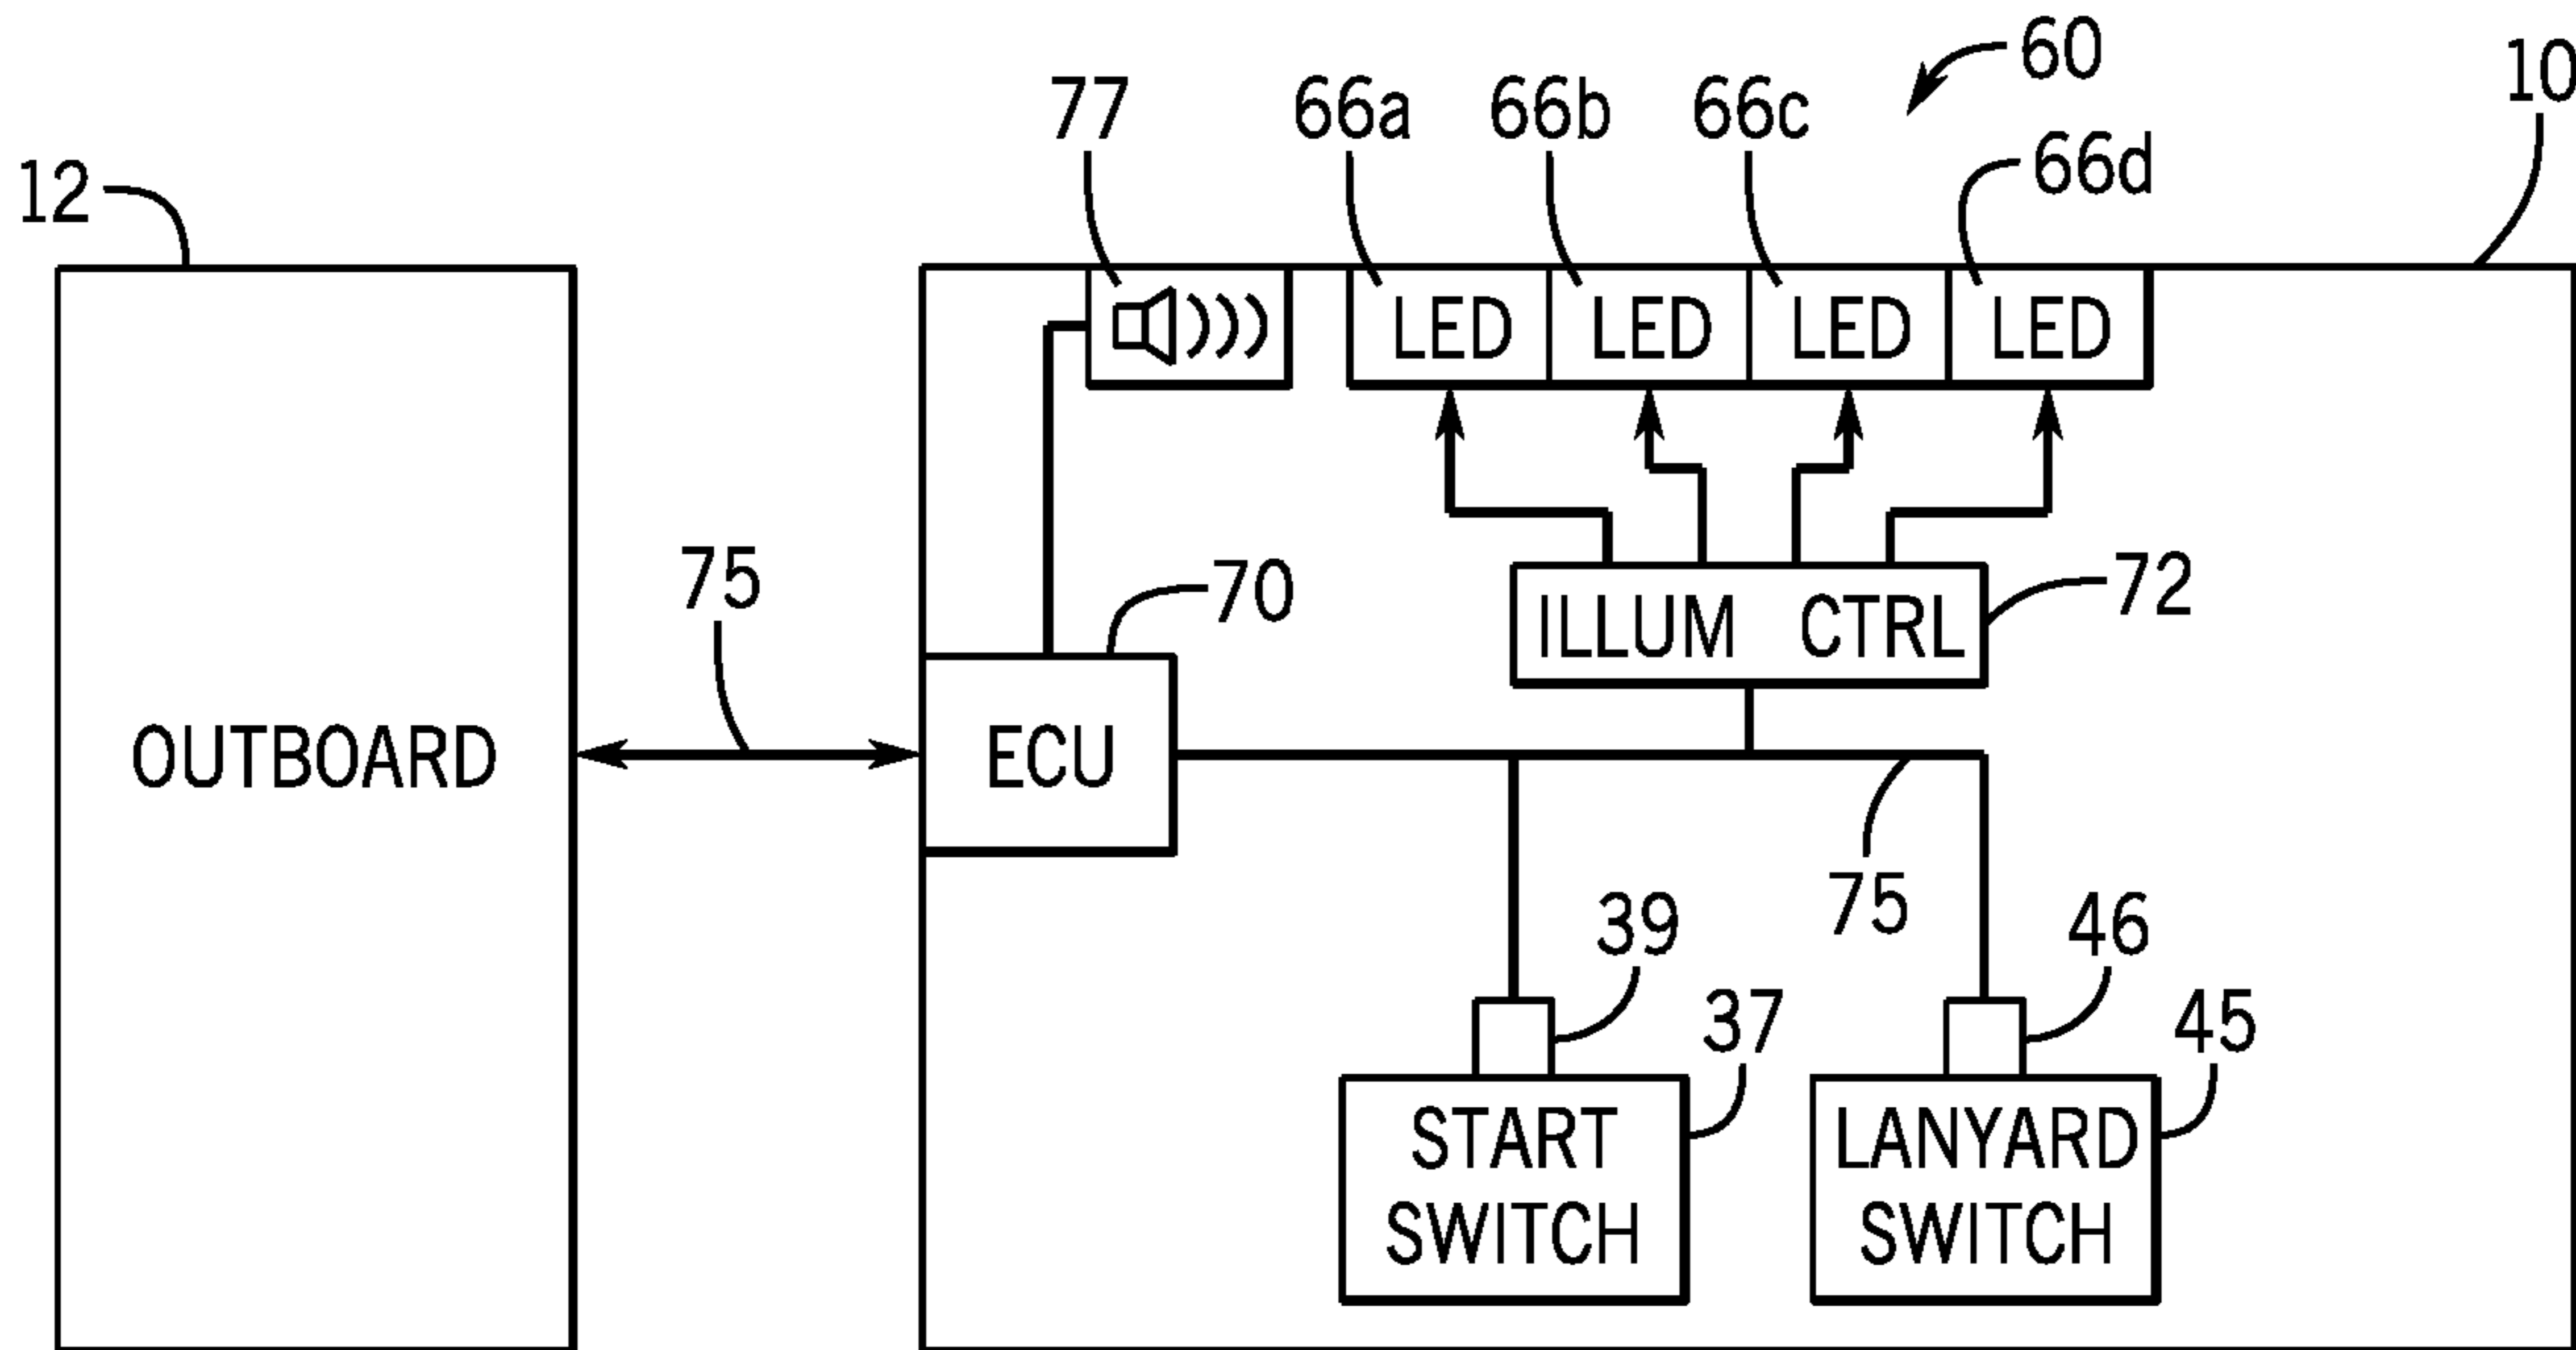 60
10
77
66a
66b
66c
66d
12
LED
LED
LED
LED
75
70
72
ILLUM CTRL
OUTBOARD
ECU
75
39
46
37
45
START
SWITCH
LANYARD
SWITCH